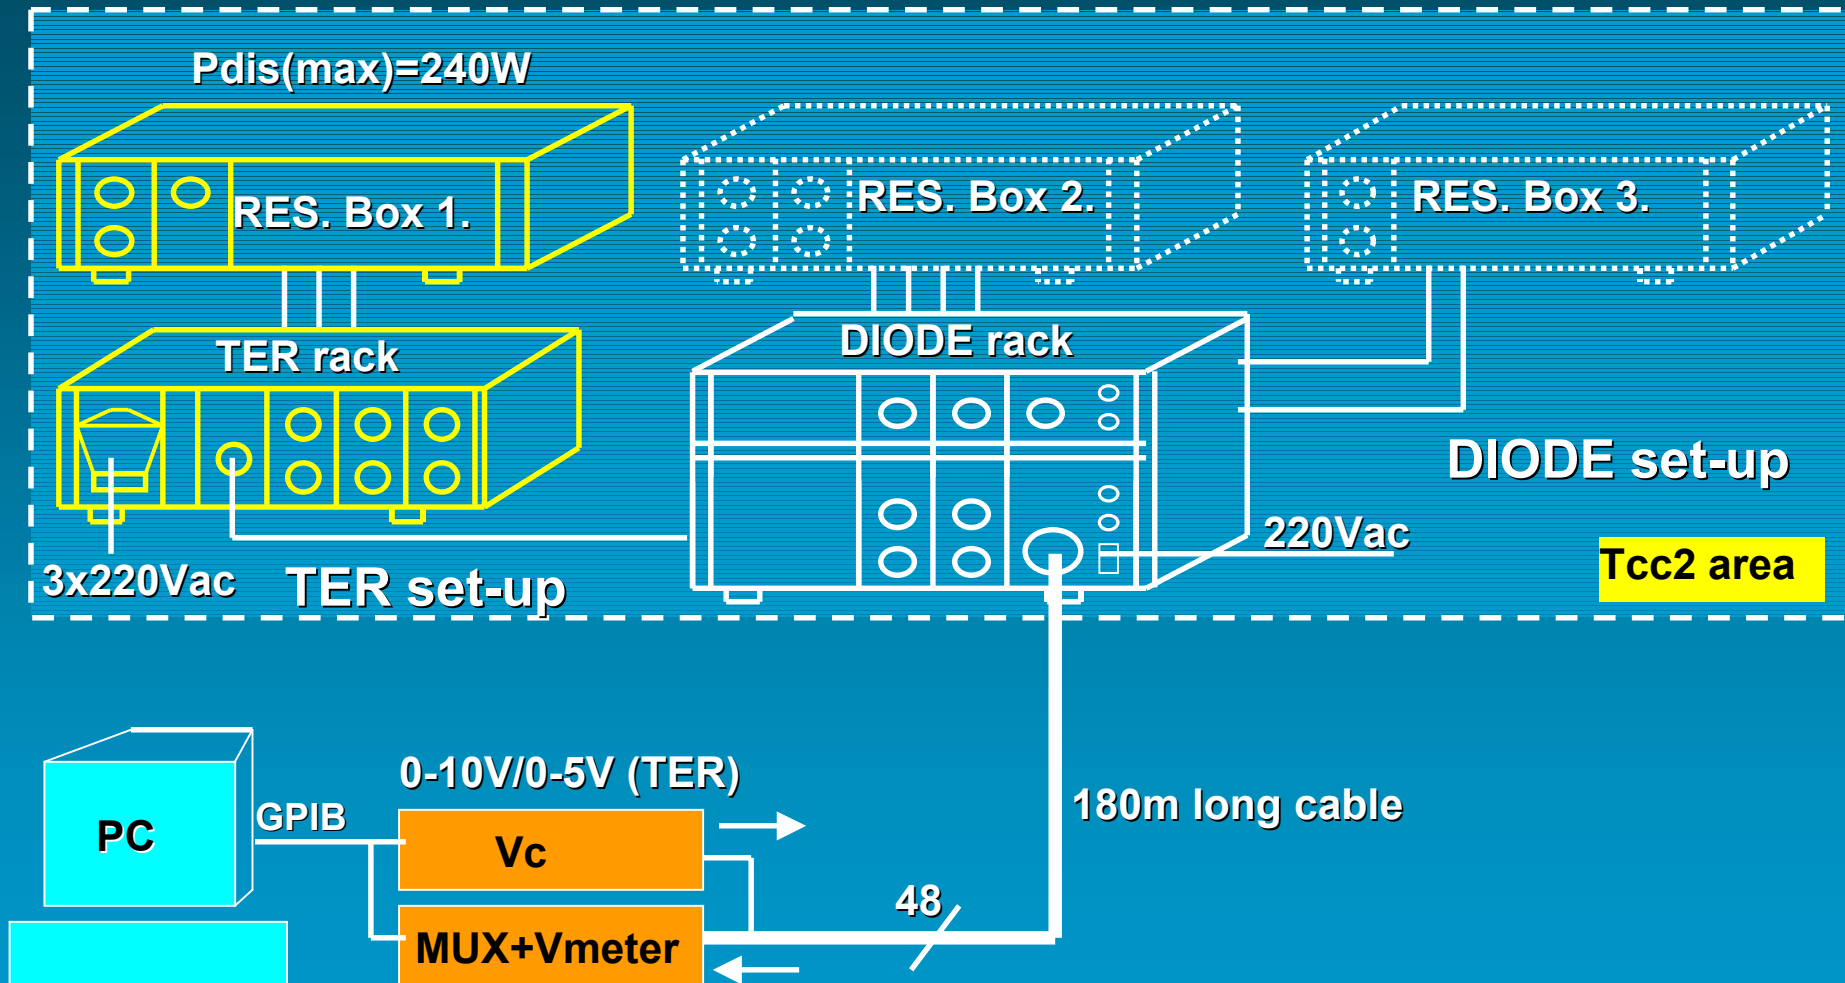 Pdis(max)=240W
RES. Box 1.
RES. Box 2.
RES. Box 3.
TER rack
DIODE rack
DIODE set-up
220Vac
Tcc2 area
3x220Vac
TER set-up
0-10V/0-5V (TER)
180m long cable
GPIB
PC
Vc
48
MUX+Vmeter